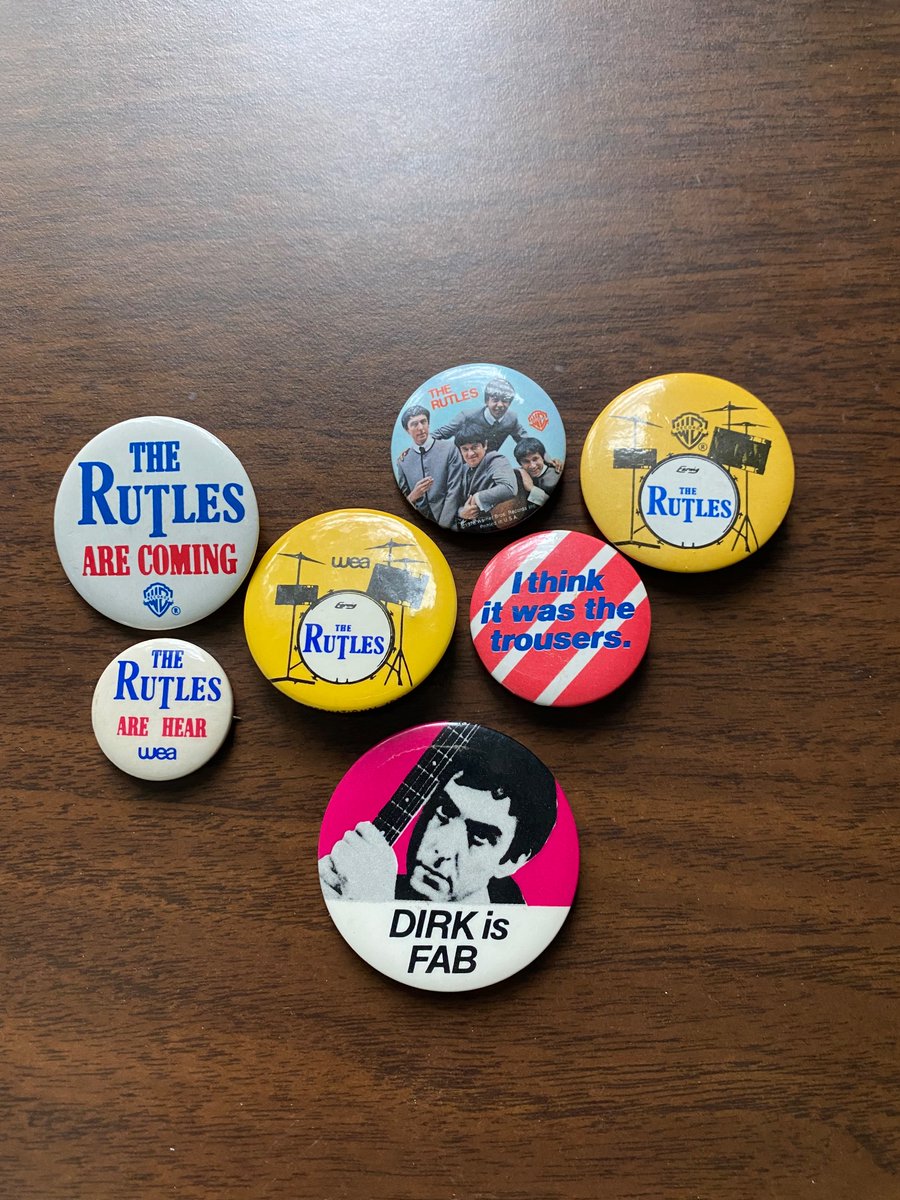 THE
RUTLES
ARE COMING
®
THE
RUTLES
®
THE
RUTLES
wea
THE
RUTLES
I think
it was the
trousers.
THE
RUTLES
ARE HEAR
wea
DIRK is
FAB